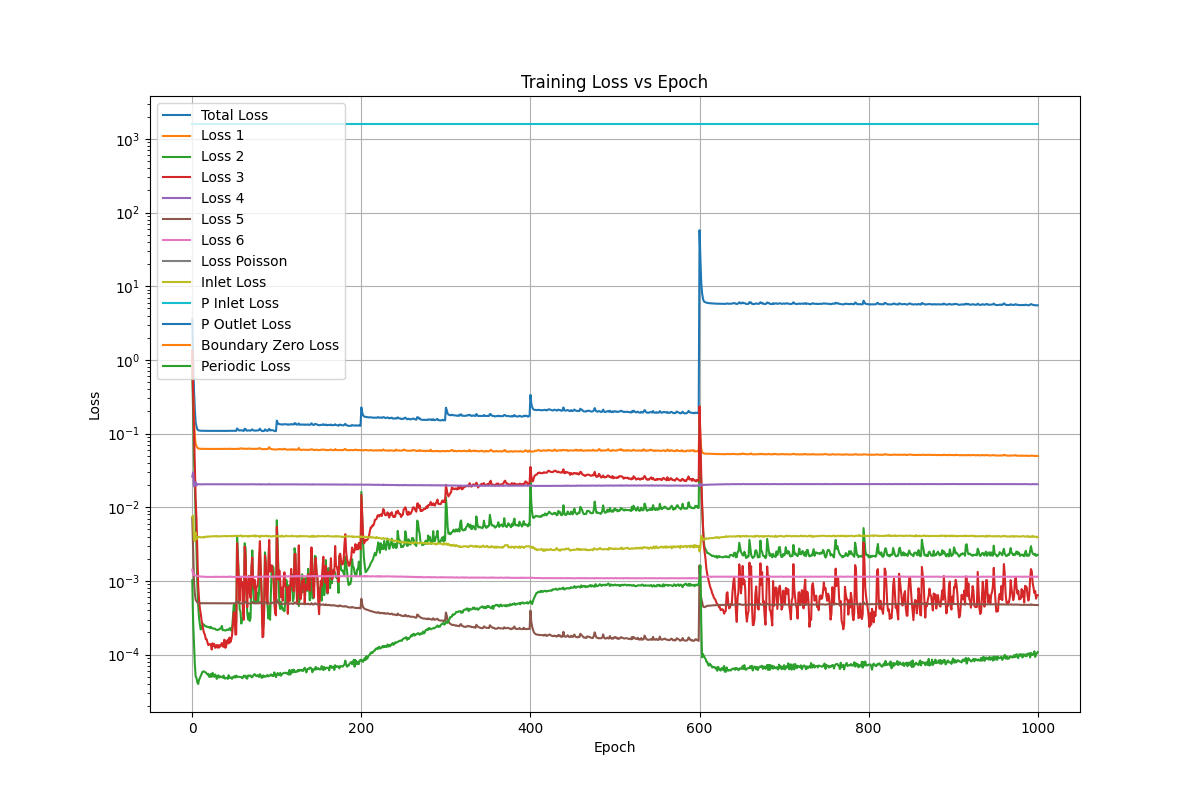 Training Loss vs Epoch
Total Loss
Loss 1
Loss 2
Loss 3
Loss 4
Loss 5
Loss 6
Loss Poisson
Inlet Loss
P Inlet Loss
P Outlet Loss
Boundary Zero Loss
Periodic Loss
Loss
10³
10²
10¹
10⁰
10⁻¹
10⁻²
10⁻³
10⁻⁴
0 200 400 600 800 1000
Epoch